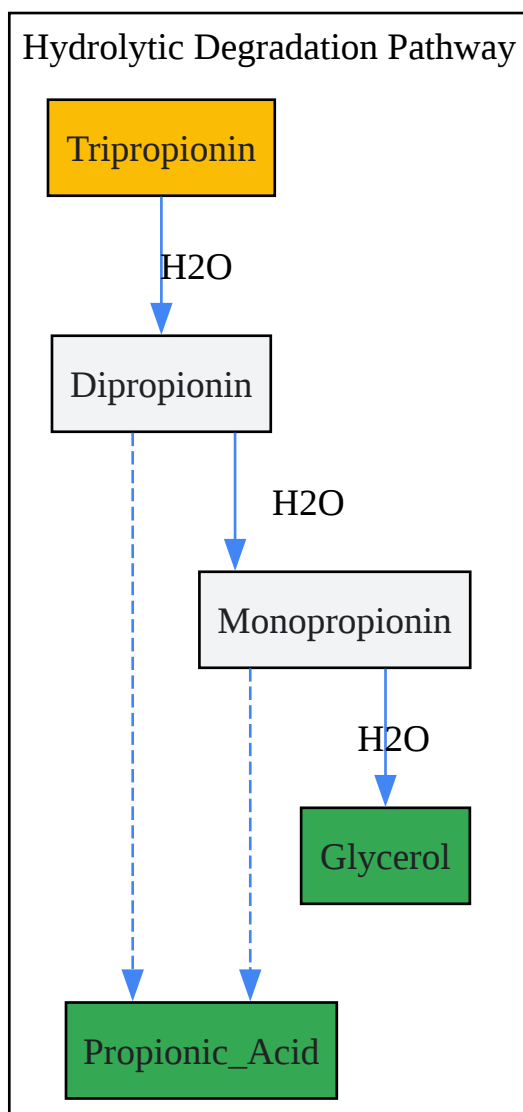 Hydrolytic Degradation Pathway
Tripropionin
H2O
Dipropionin
H2O
Monopropionin
H2O
Glycerol
Propionic_Acid